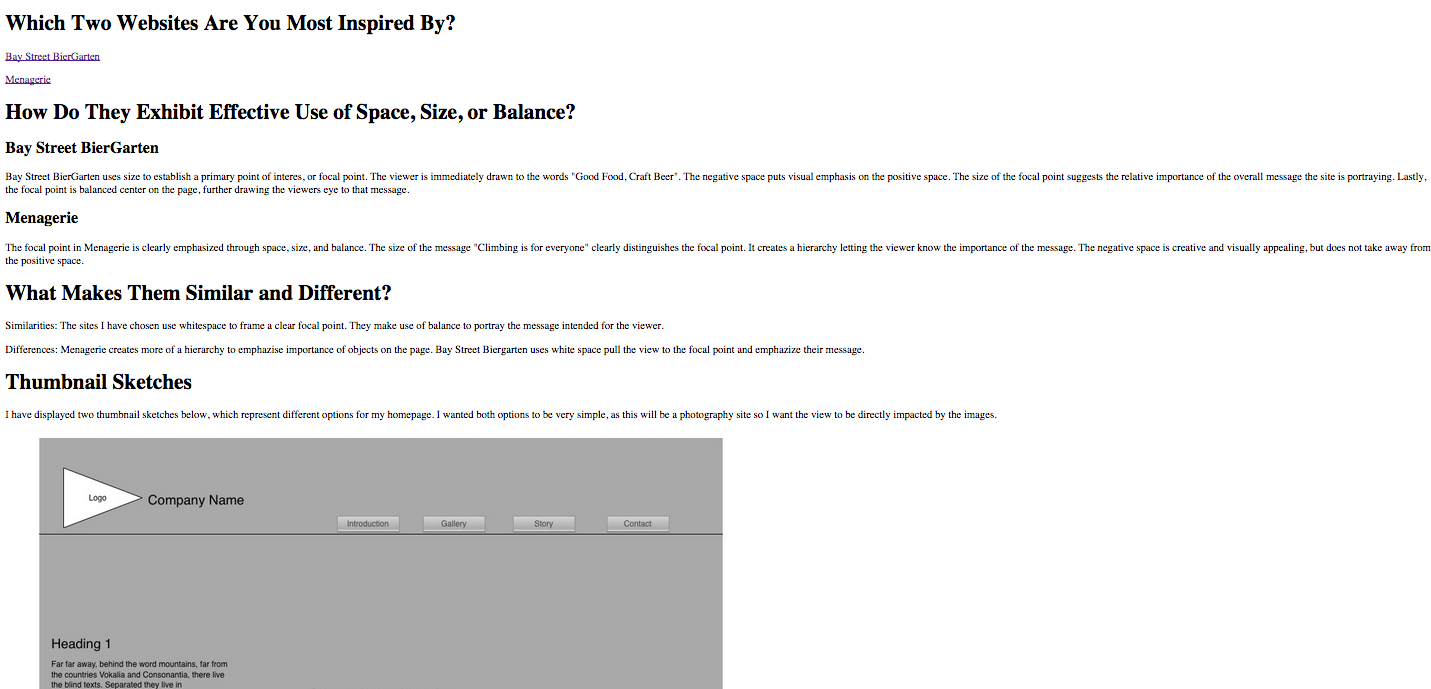 Which Two Websites Are You Most Inspired By?
Bay Street BierGarten
Menagerie
How Do They Exhibit Effective Use of Space, Size, or Balance?
Bay Street BierGarten
Bay Street BierGarten uses size to establish a primary point of interes, or focal point. The viewer is immediately drawn to the words "Good Food, Craft Beer". The negative space puts visual emphasis on the positive space. The size of the focal point suggests the relative importance of the overall message the site is portraying. Lastly,
the focal point is balanced center on the page, further drawing the viewers eye to that message.
Menagerie
The focal point in Menagerie is clearly emphasized through space, size, and balance. The size of the message "Climbing is for everyone" clearly distinguishes the focal point. It creates a hierarchy letting the viewer know the importance of the message. The negative space is creative and visually appealing, but does not take away from
the positive space.
What Makes Them Similar and Different?
Similarities: The sites I have chosen use whitespace to frame a clear focal point. They make use of balance to portray the message intended for the viewer.
Differences: Menagerie creates more of a hierarchy to emphazise importance of objects on the page. Bay Street Biergarten uses white space pull the view to the focal point and emphazize their message.
Thumbnail Sketches
I have displayed two thumbnail sketches below, which represent different options for my homepage. I wanted both options to be very simple, as this will be a photography site so I want the view to be directly impacted by the images.
Logo
Company Name
Introduction
Gallery
Story
Contact
Heading 1
Far far away, behind the word mountains, far from
the countries Vokalia and Consonantia, there live
the blind texts. Separated they live in